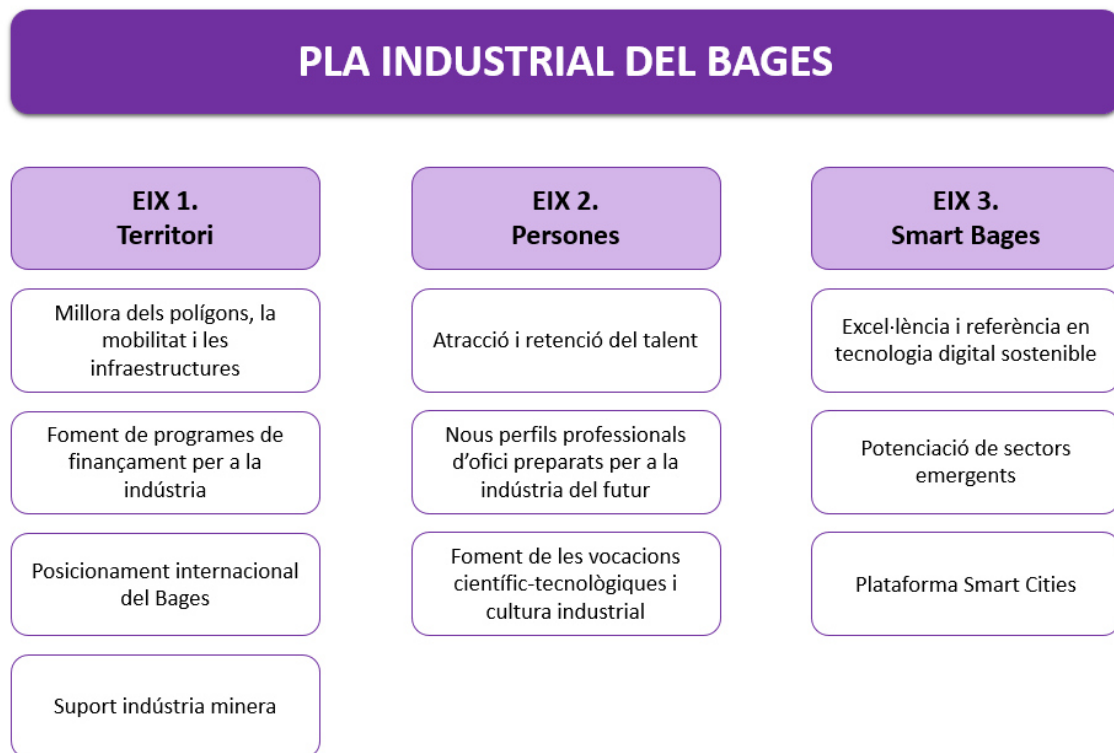 PLA INDUSTRIAL DEL BAGES
EIX 1.
Territori
Millora dels polígons, la
mobilitat i les
infraestructures
Foment de programes de
finançament per a la
indústria
Posicionament internacional
del Bages
Suport indústria minera
EIX 2.
Persones
Atracció i retenció del talent
Nous perfils professionals
d’ofici preparats per a la
indústria del futur
Foment de les vocacions
científic-tecnològiques i
cultura industrial
EIX 3.
Smart Bages
Excel·lència i referència en
tecnologia digital sostenible
Potenciació de sectors
emergents
Plataforma Smart Cities